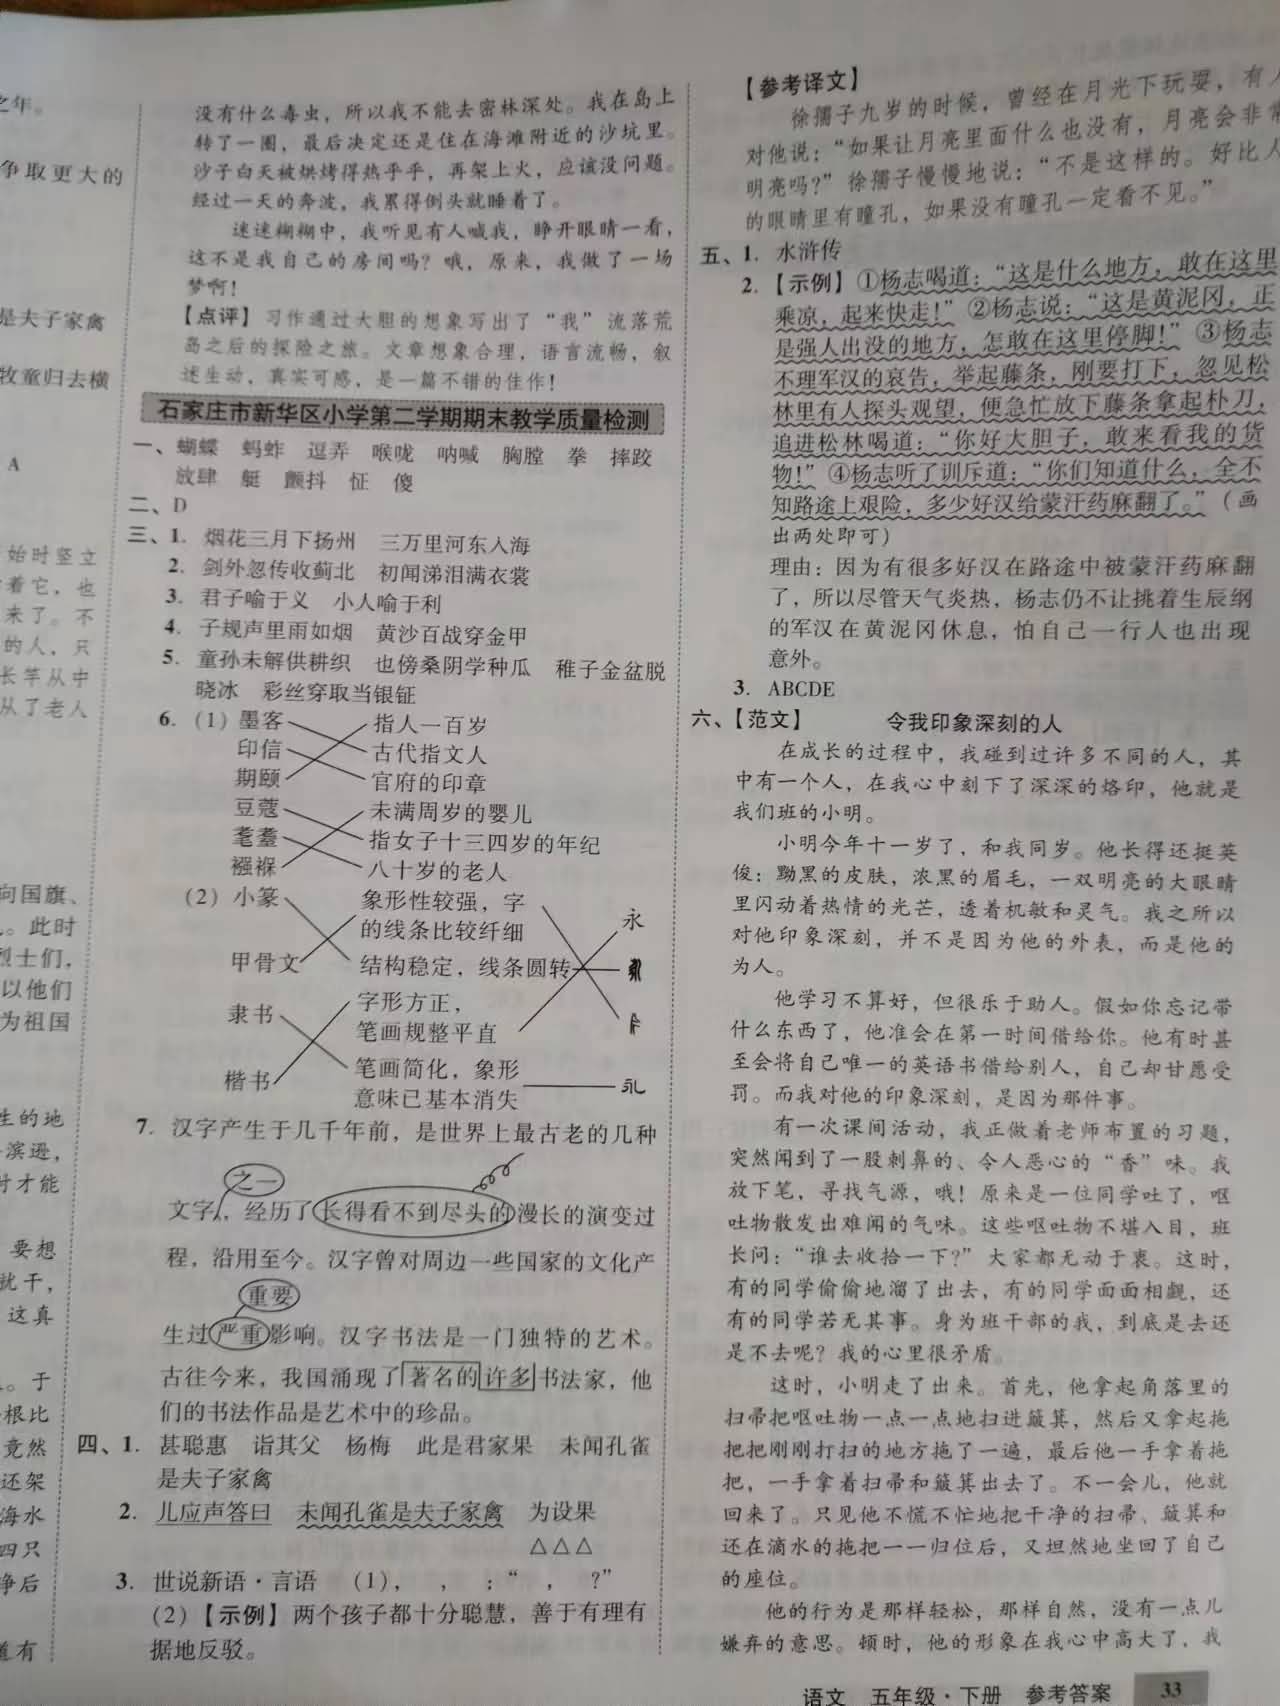 之年。
争取更大的
是夫子家禽
牧童归去横
A
始时竖立
着它，也
来了。不
的人，只
长竿从中
从了老人
向国旗、
。此时
烈士们，
以他们
为祖国
生的地
滨逊，
时才能
要想
就干，
这真
。于
根比
竟然
还架
海水
四只
净后
道有
没有什么毒虫，所以我不能去密林深处。我在岛上
转了一圈，最后决定还是住在海滩附近的沙坑里。
沙子白天被烘烤得热乎乎，再架上火，应该没问题。
经过一天的奔波，我累得倒头就睡着了。
迷迷糊糊中，我听见有人喊我，睁开眼睛一看，
这不是我自己的房间吗？哦，原来，我做了一场
梦啊！
【点评】习作通过大胆的想象写出了“我”流落荒
岛之后的探险之旅。文章想象合理，语言流畅，叙
述生动，真实可感，是一篇不错的佳作！
石家庄市新华区小学第二学期期末教学质量检测
一、蝴蝶 蚂蚱 逗弄 喉咙 呐喊 胸膛 拳 摔跤
放肆 艇 颤抖 怔 傻
二、D
三、1. 烟花三月下扬州 三万里河东入海
2. 剑外忽传收蓟北 初闻涕泪满衣裳
3. 君子喻于义 小人喻于利
4. 子规声里雨如烟 黄沙百战穿金甲
5. 童孙未解供耕织 也傍桑阴学种瓜 稚子金盆脱
晓冰 彩丝穿取当银钲
6. (1) 墨客 指人一百岁
印信 古代指文人
期颐 官府的印章
豆蔻 未满周岁的婴儿
耄耋 指女子十三四岁的年纪
襁褓 八十岁的老人
(2) 小篆 象形性较强，字
的线条比较纤细 永
甲骨文 结构稳定，线条圆转
隶书 字形方正，
笔画规整平直
楷书 笔画简化，象形
意味已基本消失
7. 汉字产生于几千年前，是世界上最古老的几种
之一
文字，经历了长得看不到尽头的漫长的演变过
程，沿用至今。汉字曾对周边一些国家的文化产
重要
生过严重影响。汉字书法是一门独特的艺术。
古往今来，我国涌现了著名的许多书法家，他
们的书法作品是艺术中的珍品。
四、1. 甚聪惠 诣其父 杨梅 此是君家果 未闻孔雀
是夫子家禽
2. 儿应声答曰 未闻孔雀是夫子家禽 为设果
△△△
3. 世说新语·言语 (1)， ， ：“ ， ？”
(2)【示例】两个孩子都十分聪慧，善于有理有
据地反驳。
【参考译文】
徐孺子九岁的时候，曾经在月光下玩耍，有人
对他说：“如果让月亮里面什么也没有，月亮会非常
明亮吗？”徐孺子慢慢地说：“不是这样的。好比人
的眼睛里有瞳孔，如果没有瞳孔一定看不见。”
五、1. 水浒传
2.【示例】①杨志喝道：“这是什么地方，敢在这里
乘凉，起来快走！”②杨志说：“这是黄泥冈，正
是强人出没的地方，怎敢在这里停脚！”③杨志
不理军汉的哀告，举起藤条，刚要打下，忽见松
林里有人探头观望，便急忙放下藤条拿起朴刀，
追进松林喝道：“你好大胆子，敢来看我的货
物！”④杨志听了训斥道：“你们知道什么，全不
知路途上艰险，多少好汉给蒙汗药麻翻了。”（画
出两处即可）
理由：因为有很多好汉在路途中被蒙汗药麻翻
了，所以尽管天气炎热，杨志仍不让挑着生辰纲
的军汉在黄泥冈休息，怕自己一行人也出现
意外。
3. ABCDE
六、【范文】 令我印象深刻的人
在成长的过程中，我碰到过许多不同的人，其
中有一个人，在我心中刻下了深深的烙印，他就是
我们班的小明。
小明今年十一岁了，和我同岁。他长得还挺英
俊：黝黑的皮肤，浓黑的眉毛，一双明亮的大眼睛
里闪动着热情的光芒，透着机敏和灵气。我之所以
对他印象深刻，并不是因为他的外表，而是他的
为人。
他学习不算好，但很乐于助人。假如你忘记带
什么东西了，他准会在第一时间借给你。他有时甚
至会将自己唯一的英语书借给别人，自己却甘愿受
罚。而我对他的印象深刻，是因为那件事。
有一次课间活动，我正做着老师布置的习题，
突然闻到了一股刺鼻的、令人恶心的“香”味。我
放下笔，寻找气源，哦！原来是一位同学吐了，呕
吐物散发出难闻的气味。这些呕吐物不堪入目，班
长问：“谁去收拾一下？”大家都无动于衷。这时，
有的同学偷偷地溜了出去，有的同学面面相觑，还
有的同学若无其事。身为班干部的我，到底是去还
是不去呢？我的心里很矛盾。
这时，小明走了出来。首先，他拿起角落里的
扫帚把呕吐物一点一点地扫进簸箕，然后又拿起拖
把把刚刚打扫的地方拖了一遍，最后他一手拿着拖
把，一手拿着扫帚和簸箕出去了。不一会儿，他就
回来了。只见他不慌不忙地把干净的扫帚、簸箕和
还在滴水的拖把一一归位后，又坦然地坐回了自己
的座位。
他的行为是那样轻松，那样自然，没有一点儿
嫌弃的意思。顿时，他的形象在我心中高大了，我
语文 五年级·下册 参考答案 33